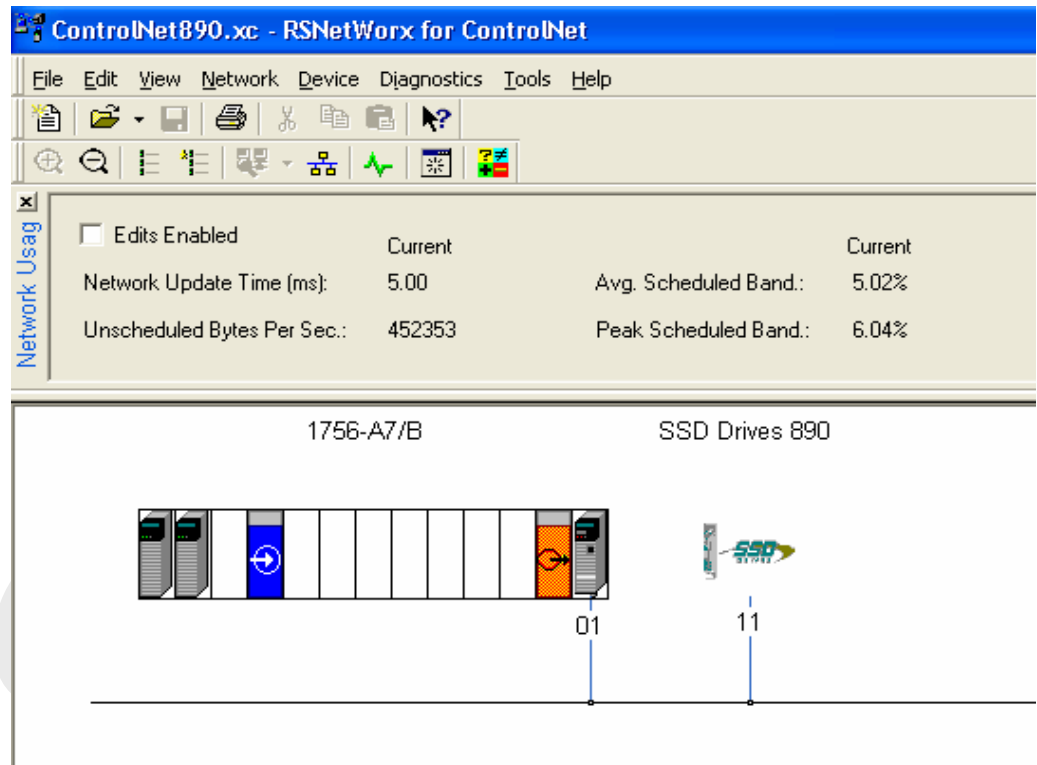 ControlNet890.xc - RSNetWorx for ControlNet
File Edit View Network Device Diagnostics Tools Help
Network Usag
Edits Enabled Current Current
Network Update Time (ms): 5.00 Avg. Scheduled Band.: 5.02%
Unscheduled Bytes Per Sec.: 452353 Peak Scheduled Band.: 6.04%
1756-A7/B SSD Drives 890
SSD
01 11